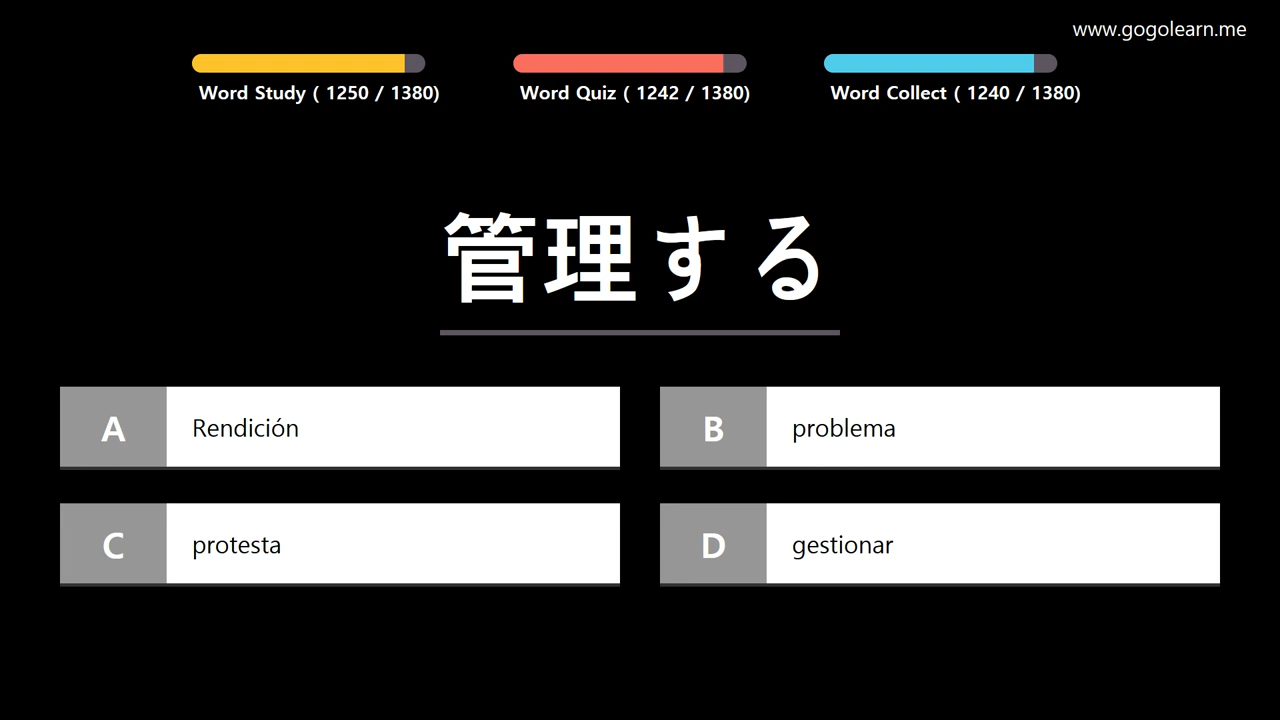 www.gogolearn.me
Word Study ( 1250 / 1380)
Word Quiz ( 1242 / 1380)
Word Collect ( 1240 / 1380)
管理する
A Rendición
B problema
C protesta
D gestionar